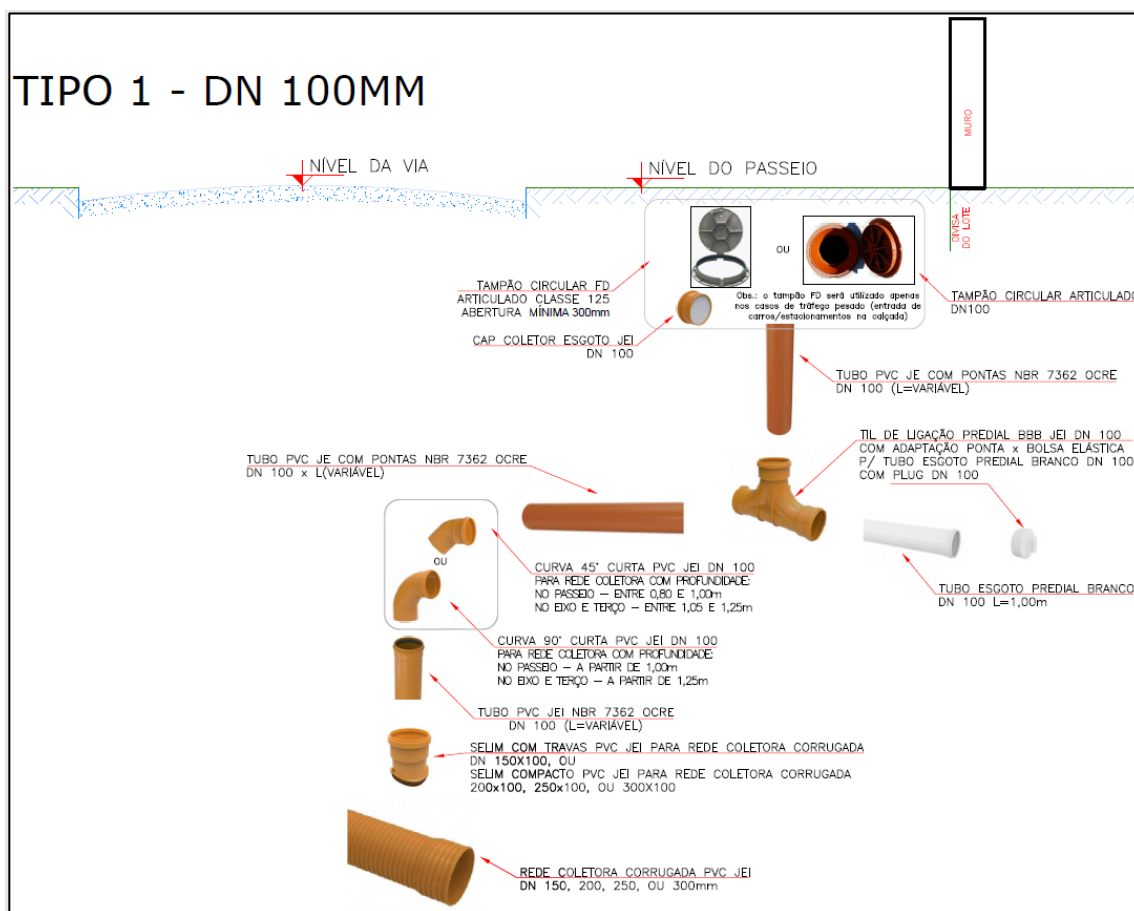 TIPO 1 - DN 100MM
MURO
NÍVEL DA VIA
NÍVEL DO PASSEIO
DIVISA
DO LOTE
OU
TAMPÃO CIRCULAR FD
ARTICULADO CLASSE 125
ABERTURA MÍNIMA 300mm
Obs.: o tampão FD será utilizado apenas
nos casos de tráfego pesado (entrada de
carros/estacionamentos na calçada)
TAMPÃO CIRCULAR ARTICULADO
DN100
CAP COLETOR ESGOTO JEI
DN 100
TUBO PVC JE COM PONTAS NBR 7362 OCRE
DN 100 (L=VARIÁVEL)
TIL DE LIGAÇÃO PREDIAL BBB JEI DN 100
COM ADAPTAÇÃO PONTA x BOLSA ELÁSTICA
P/ TUBO ESGOTO PREDIAL BRANCO DN 100
COM PLUG DN 100
TUBO PVC JE COM PONTAS NBR 7362 OCRE
DN 100 x L(VARIÁVEL)
OU
CURVA 45° CURTA PVC JEI DN 100
PARA REDE COLETORA COM PROFUNDIDADE:
NO PASSEIO – ENTRE 0,80 E 1,00m
NO EIXO E TERÇO – ENTRE 1,05 E 1,25m
TUBO ESGOTO PREDIAL BRANCO
DN 100 L=1,00m
CURVA 90° CURTA PVC JEI DN 100
PARA REDE COLETORA COM PROFUNDIDADE:
NO PASSEIO – A PARTIR DE 1,00m
NO EIXO E TERÇO – A PARTIR DE 1,25m
TUBO PVC JEI NBR 7362 OCRE
DN 100 (L=VARIÁVEL)
SELIM COM TRAVAS PVC JEI PARA REDE COLETORA CORRUGADA
DN 150X100, OU
SELIM COMPACTO PVC JEI PARA REDE COLETORA CORRUGADA
200x100, 250x100, OU 300X100
REDE COLETORA CORRUGADA PVC JEI
DN 150, 200, 250, OU 300mm